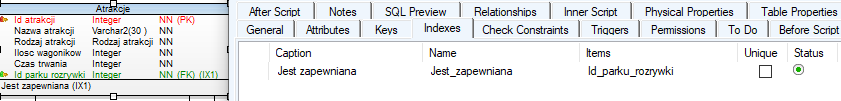 Atrakcje
Id atrakcji Integer NN (PK)
Nazwa atrakcji Varchar2(30 ) NN
Rodzaj atrakcji Rodzaj atrakcji NN
Ilosc wagonikow Integer NN
Czas trwania Integer NN
Id parku rozrywki Integer NN (FK) (IX1)
Jest zapewniana (IX1)
After Script Notes SQL Preview Relationships Inner Script Physical Properties Table Properties
General Attributes Keys Indexes Check Constraints Triggers Permissions To Do Before Script
Caption Name Items Unique Status
Jest zapewniana Jest_zapewniana Id_parku_rozrywki